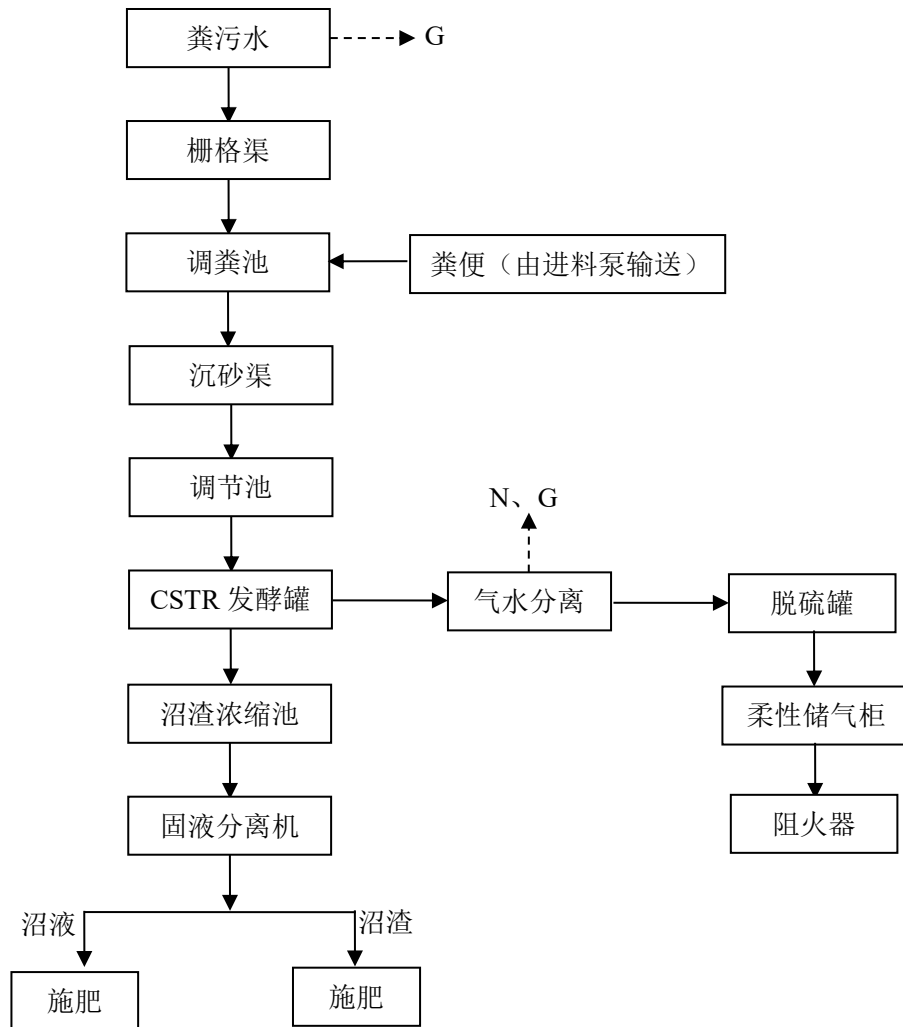 粪污水
G
栅格渠
调粪池
粪便（由进料泵输送）
沉砂渠
调节池
N、G
CSTR 发酵罐
气水分离
脱硫罐
沼渣浓缩池
柔性储气柜
固液分离机
阻火器
沼液
沼渣
施肥
施肥